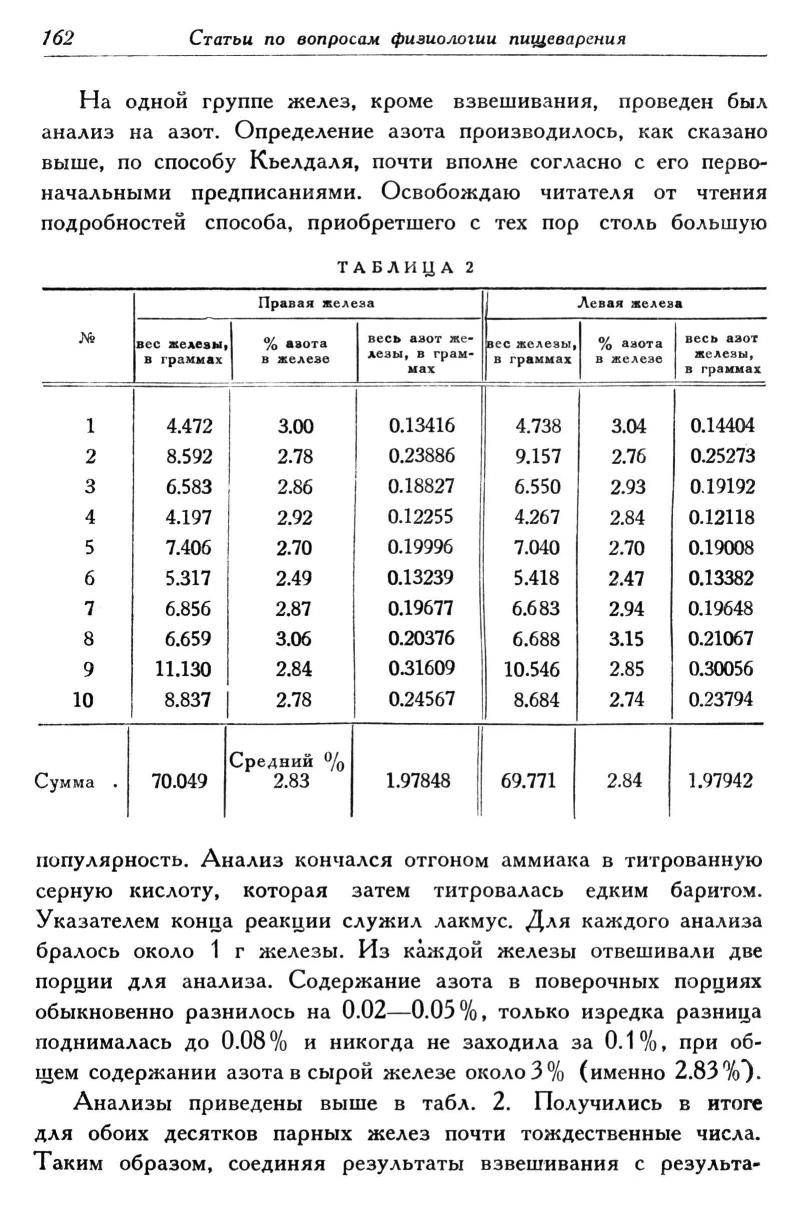 162 Статьи по вопросам физиологии пищеварения
На одной группе желез, кроме взвешивания, проведен был
анализ на азот. Определение азота производилось, как сказано
выше, по способу Кьелдаля, почти вполне согласно с его перво-
начальными предписаниями. Освобождаю читателя от чтения
подробностей способа, приобретшего с тех пор столь большую
ТАБЛИЦА 2
Правая железа Левая железа
№ вес железы, в граммах % азота в железе весь азот же-лезы, в грам-мах вес железы, в граммах % азота в железе весь азот железы, в граммах
1 4.472 3.00 0.13416 4.738 3.04 0.14404
2 8.592 2.78 0.23886 9.157 2.76 0.25273
3 6.583 2.86 0.18827 6.550 2.93 0.19192
4 4.197 2.92 0.12255 4.267 2.84 0.12118
5 7.406 2.70 0.19996 7.040 2.70 0.19008
6 5.317 2.49 0.13239 5.418 2.47 0.13382
7 6.856 2.87 0.19677 6.683 2.94 0.19648
8 6.659 3.06 0.20376 6.688 3.15 0.21067
9 11.130 2.84 0.31609 10.546 2.85 0.30056
10 8.837 2.78 0.24567 8.684 2.74 0.23794
Средний %
Сумма . 70.049 2.83 1.97848 69.771 2.84 1.97942
популярность. Анализ кончался отгоном аммиака в титрованную
серную кислоту, которая затем титровалась едким баритом.
Указателем конца реакции служил лакмус. Для каждого анализа
бралось около 1 г железы. Из каждой железы отвешивали две
порции для анализа. Содержание азота в поверочных порциях
обыкновенно разнилось на 0.02—0.05%, только изредка разница
поднималась до 0.08% и никогда не заходила за 0.1%, при об-
щем содержании азота в сырой железе около 3% (именно 2.83%).
Анализы приведены выше в табл. 2. Получились в итоге
для обоих десятков парных желез почти тождественные числа.
Таким образом, соединяя результаты взвешивания с результа-